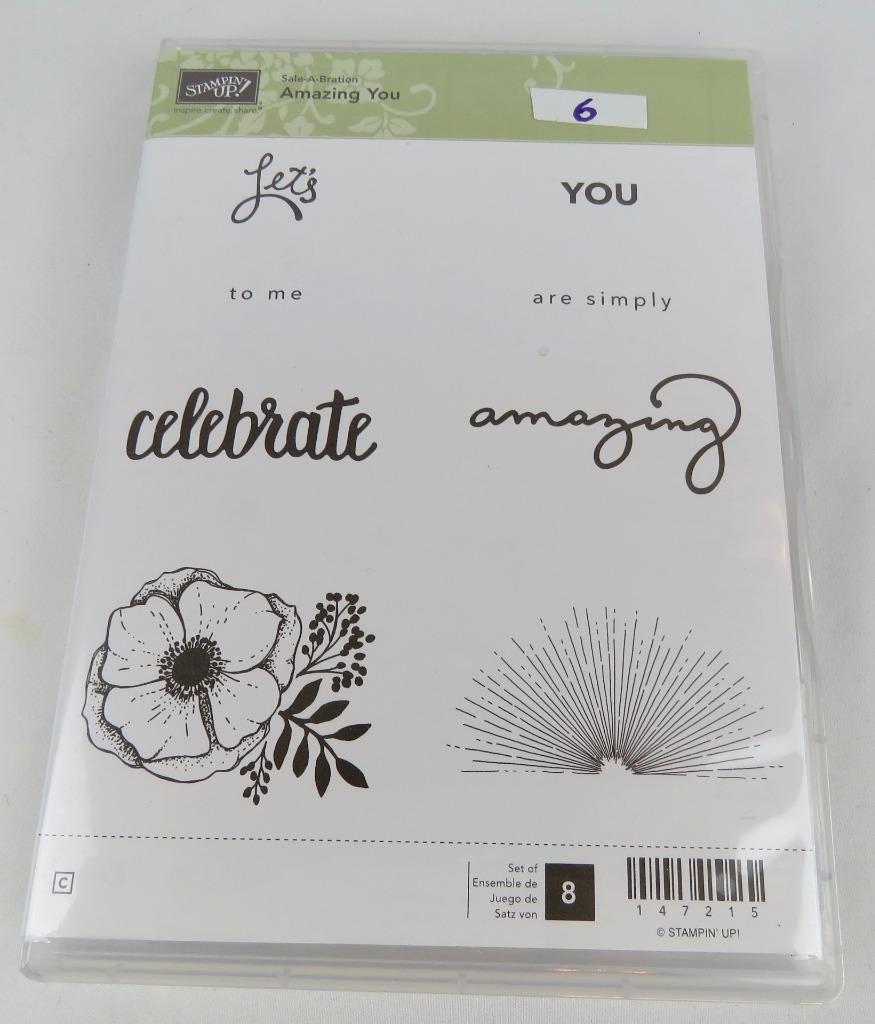 STAMPIN' UP!
inspire.create.share.®
Sale-A-Bration
Amazing You
6
Let's
YOU
to me
are simply
celebrate
amazing
C
Set of
Ensemble de
Juego de
Satz von
8
147215
© STAMPIN' UP!